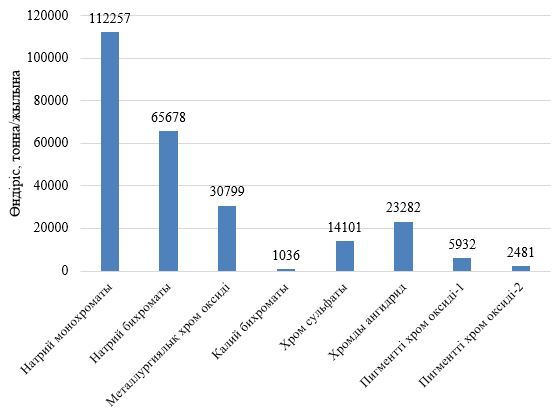 Өндіріс, тонна/жылына
120000
100000
80000
60000
40000
20000
0
112257
65678
30799
1036
14101
23282
5932
2481
Натрий монохроматы
Натрий бихроматы
Металлургиялық хром оксиді
Калий бихроматы
Хром сульфаты
Хромды ангидрид
Пигментті хром оксиді-1
Пигментті хром оксиді-2